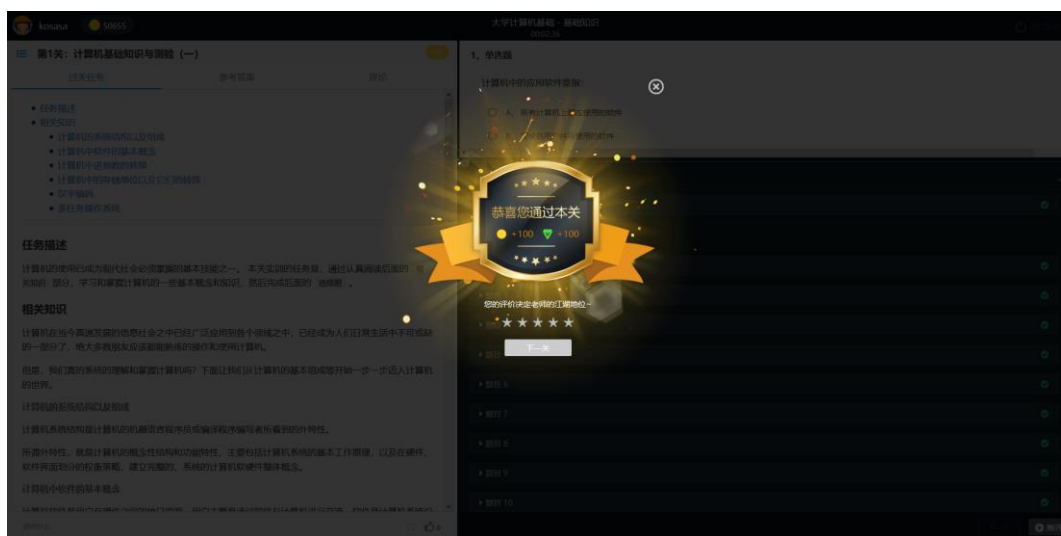 kosasa
50655
大学计算机基础 - 基础知识
00:02:36
第1关：计算机基础知识与测验（一）
过关任务
参考答案
评论
任务描述
相关知识
计算机的系统结构以及组成
计算机中软件的基本概念
计算机中进制数的转换
计算机中的存储单位以及它们的转换
汉字编码
多任务操作系统
任务描述
计算机的使用已成为现代社会必须掌握的基本技能之一。 本关实训的任务是，通过认真阅读后面的 相
关知识 部分，学习和掌握计算机的一些基本概念和知识，然后完成后面的
相关知识
计算机在当今高速发展的信息社会之中已经广泛应用到各个领域之中，已经成为人们日常生活中不可或缺
的一部分了，绝大多数朋友应该都能熟练的操作和使用计算机。
但是，我们真的系统的理解和掌握计算机吗？下面让我们从计算机的基本组成等开始一步一步迈入计算机
的世界。
计算机的系统结构以及组成
计算机系统结构是计算机的机器语言程序员或编译程序编写者所看到的外特性。
所谓外特性，就是计算机的概念性结构和功能特性，主要包括计算机系统的基本工作原理，以及在硬件、
软件界面划分的权衡策略，建立完整的、系统的计算机软硬件整体概念。
计算机中软件的基本概念
1、单选题
计算机中的应用软件是指：
A、所有计算机上都应使用的软件
恭喜您通过本关
+100 +100
您的评价决定老师的江湖地位~
下一关
题目 6
题目 7
题目 8
题目 9
题目 10